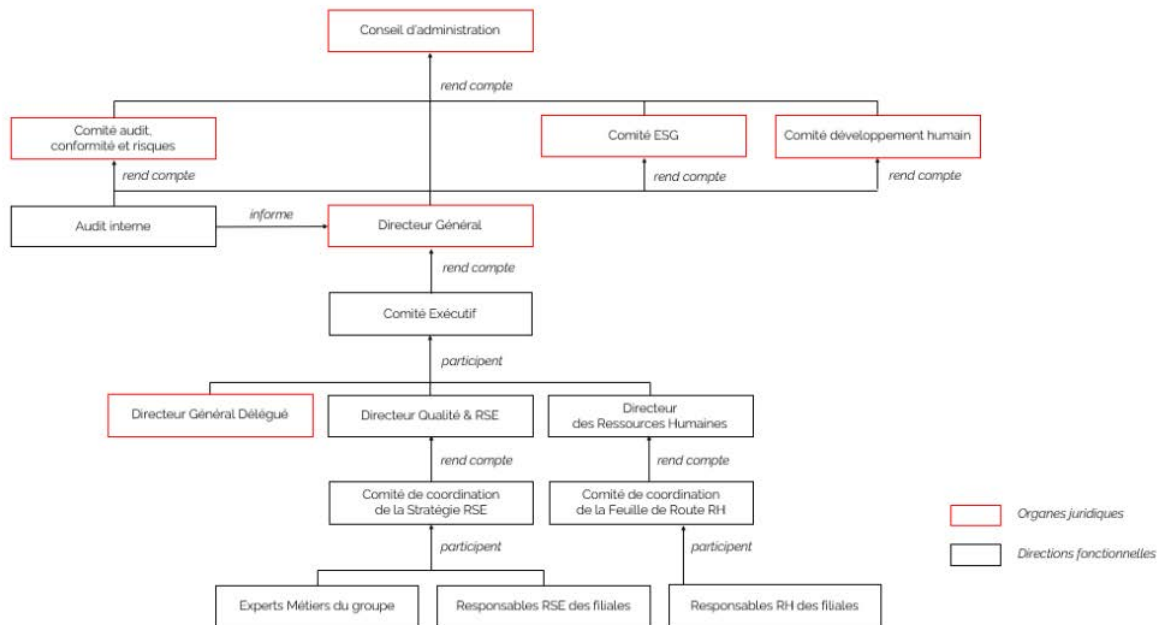 Conseil d'administration
rend compte
Comité audit,
conformité et risques
Comité ESG
Comité développement humain
rend compte
rend compte
rend compte
Audit interne
informe
Directeur Général
rend compte
Comité Exécutif
participent
Directeur Général Délégué
Directeur Qualité & RSE
Directeur
des Ressources Humaines
rend compte
rend compte
Comité de coordination
de la Stratégie RSE
Comité de coordination
de la Feuille de Route RH
Organes juridiques
participent
participent
Directions fonctionnelles
Experts Métiers du groupe
Responsables RSE des filiales
Responsables RH des filiales